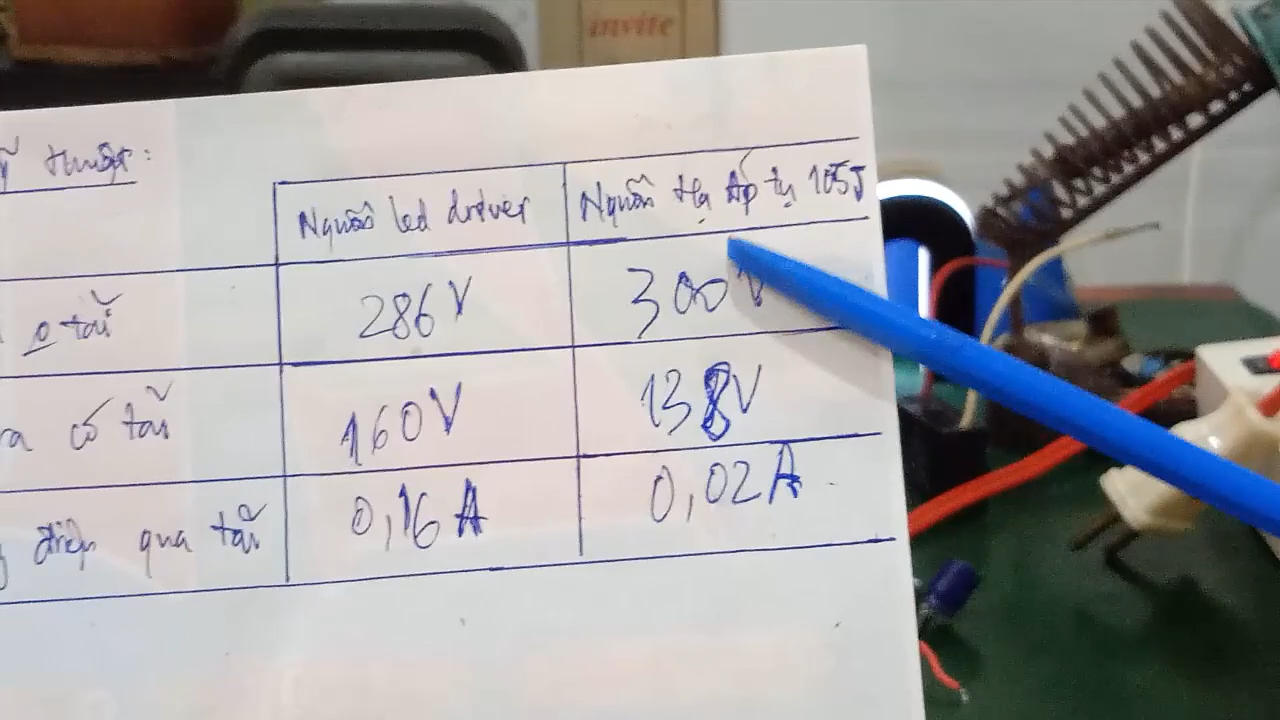 invite
thuật:
Nguồn led driver
Nguồn Hạ Áp tụ 105J
o tải
286V
300V
ra có tải
160V
138V
điện qua tải
0,16A
0,02A